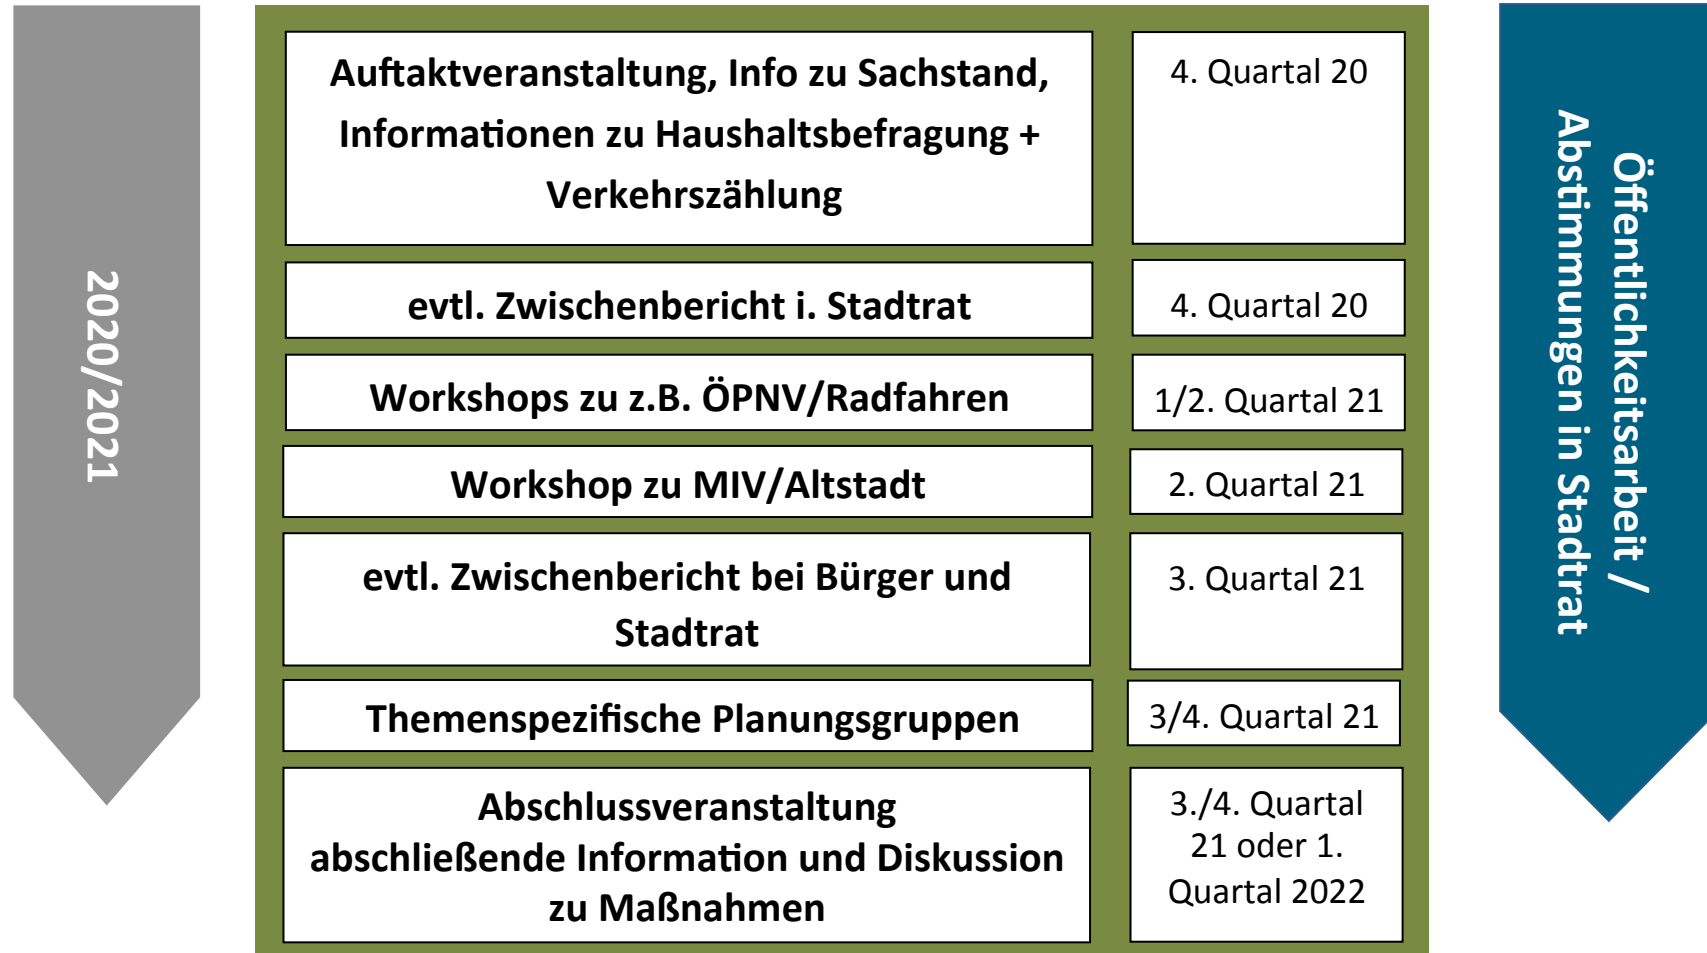 2020/2021
Auftaktveranstaltung, Info zu Sachstand,
Informationen zu Haushaltsbefragung +
Verkehrszählung
4. Quartal 20
evtl. Zwischenbericht i. Stadtrat
4. Quartal 20
Workshops zu z.B. ÖPNV/Radfahren
1/2. Quartal 21
Workshop zu MIV/Altstadt
2. Quartal 21
evtl. Zwischenbericht bei Bürger und
Stadtrat
3. Quartal 21
Themenspezifische Planungsgruppen
3/4. Quartal 21
Abschlussveranstaltung
abschließende Information und Diskussion
zu Maßnahmen
3./4. Quartal
21 oder 1.
Quartal 2022
Öffentlichkeitsarbeit /
Abstimmungen in Stadtrat